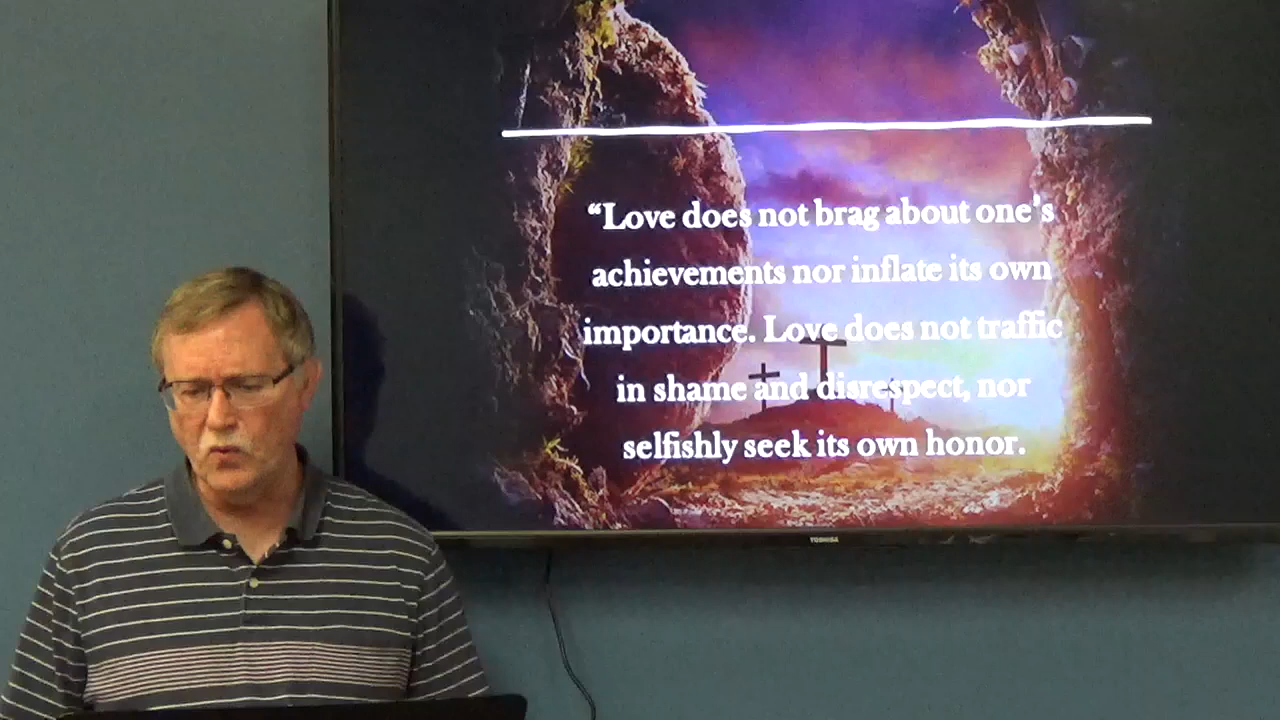 “Love does not brag about one’s
achievements nor inflate its own
importance. Love does not traffic
in shame and disrespect, nor
selfishly seek its own honor.
TOSHIBA